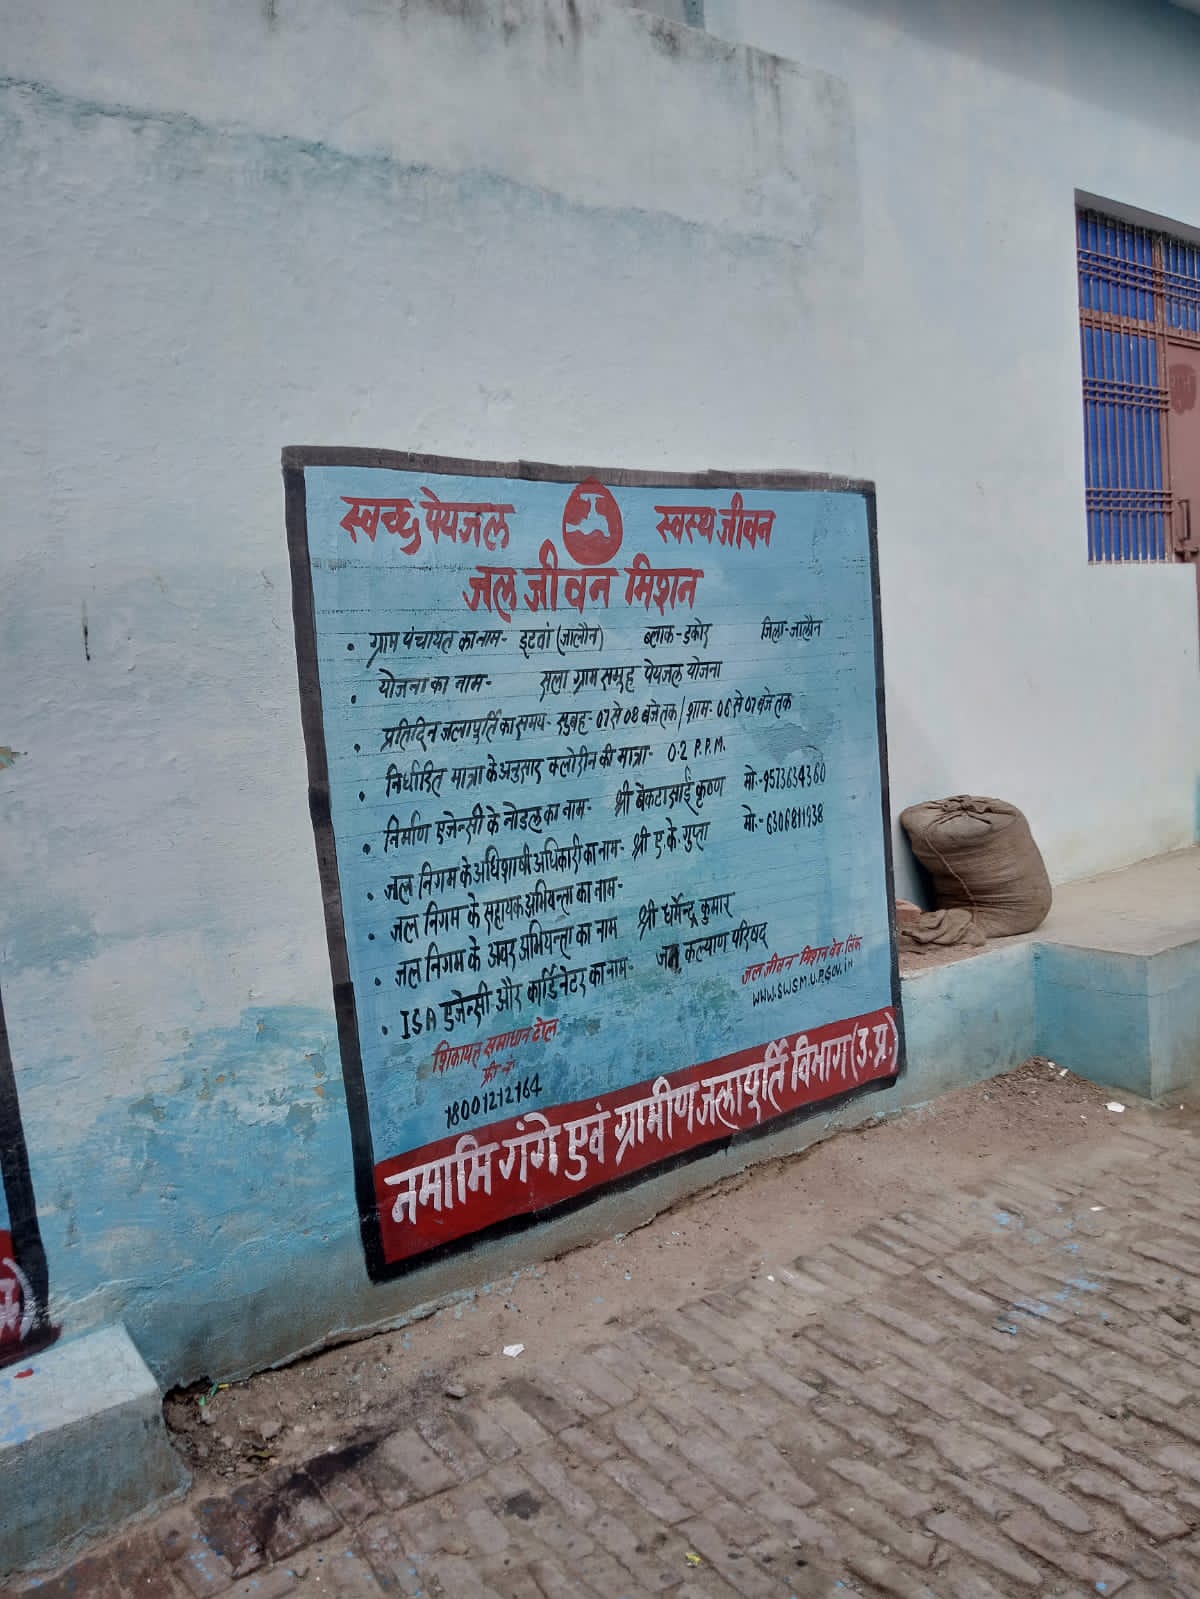 स्वच्छ पेयजल स्वस्थ जीवन
जल जीवन मिशन
• ग्राम पंचायत का नाम- इटवां (जालौन) ब्लाक- डकोर जिला- जालौन
• योजना का नाम- सला ग्राम समूह पेयजल योजना
• प्रतिदिन जलापूर्ति का समय- सुबह- 07 से 08 बजे तक / शाम- 06 से 07 बजे तक
• निर्धारित मात्रा के अनुसार क्लोरीन की मात्रा- 0.2 P.P.M.
• निर्माण एजेन्सी के नोडल का नाम- श्री बेंकटा साई कृष्ण मो.- 9573634360
• जल निगम के अधिशाषी अधिकारी का नाम- श्री ए. के. गुप्ता मो.- 6306811938
जल निगम के सहायक अभियन्ता का नाम-
• जल निगम के अवर अभियन्ता का नाम श्री धर्मेन्द्र कुमार
• ISA एजेन्सी और कार्डिनेटर का नाम- जन कल्याण परिषद्
जल जीवन - मिशन वेब. लिंक
WWW.SWSM.U.P.GOV.IN
शिकायत समाधान टोल
फ्री नं.
18001212164
नमामि गंगे एवं ग्रामीण जलापूर्ति विभाग (उ.प्र.)